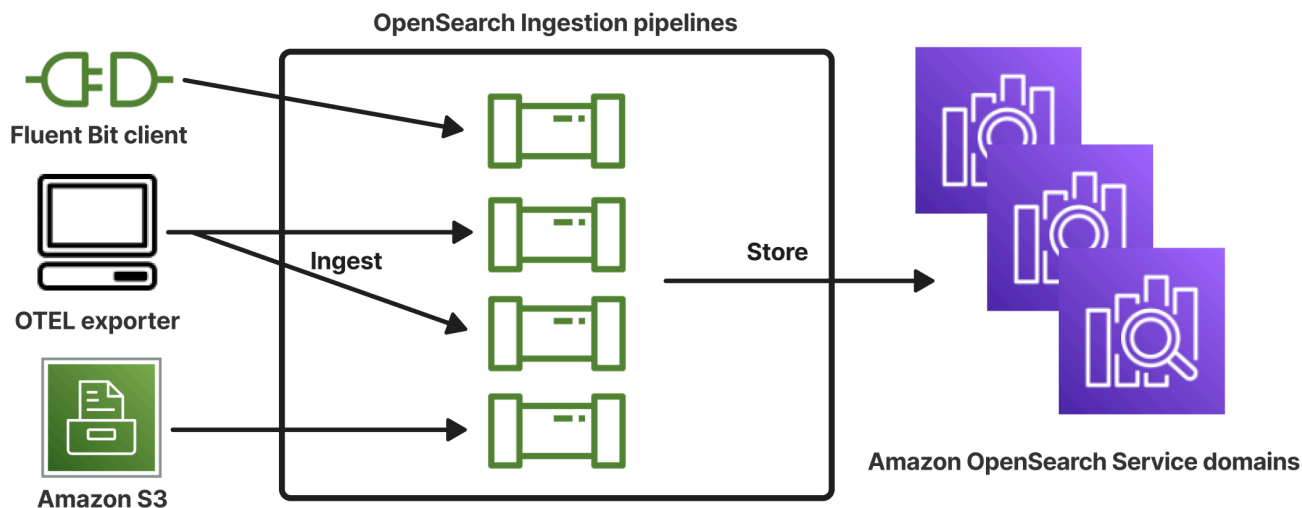 OpenSearch Ingestion pipelines
Fluent Bit client
OTEL exporter
Amazon S3
Ingest
Store
Amazon OpenSearch Service domains